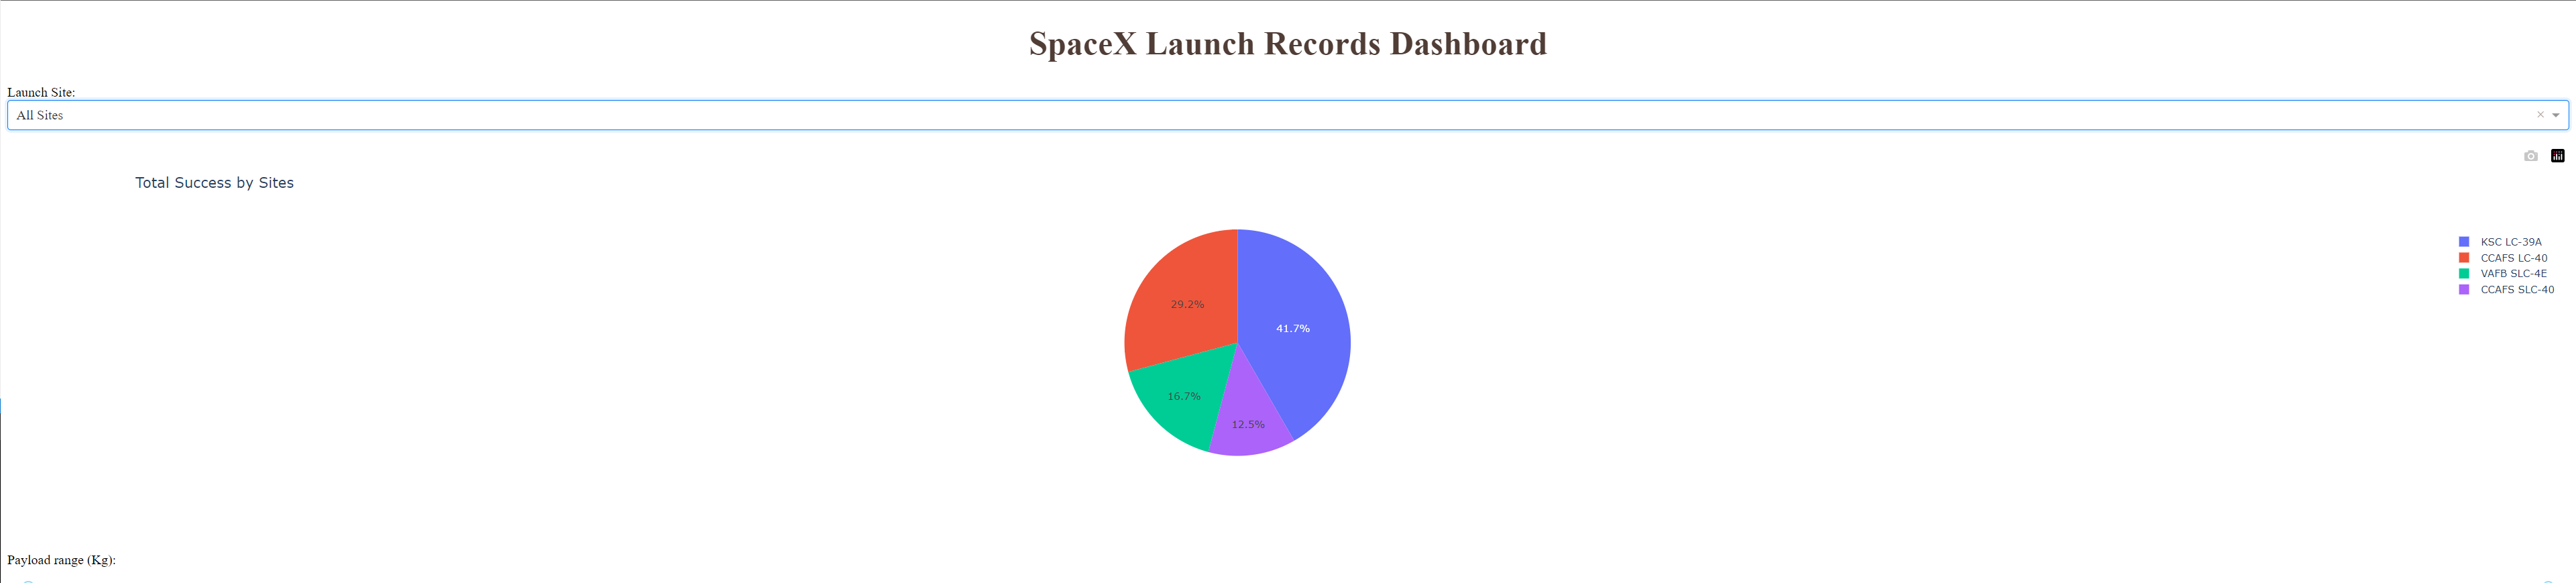 SpaceX Launch Records Dashboard
Launch Site:
All Sites
Total Success by Sites
KSC LC-39A
CCAFS LC-40
VAFB SLC-4E
CCAFS SLC-40
29.2%
41.7%
16.7%
12.5%
Payload range (Kg):